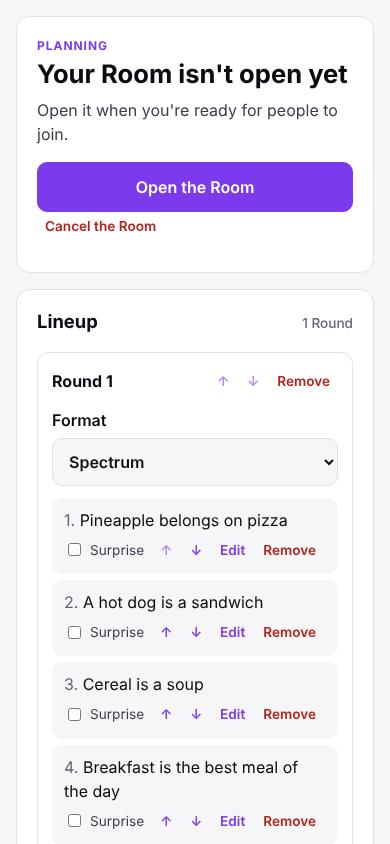 PLANNING
Your Room isn't open yet
Open it when you're ready for people to
join.
Open the Room
Cancel the Room
Lineup 1 Round
Round 1 ↑ ↓ Remove
Format
Spectrum
1. Pineapple belongs on pizza
Surprise ↑ ↓ Edit Remove
2. A hot dog is a sandwich
Surprise ↑ ↓ Edit Remove
3. Cereal is a soup
Surprise ↑ ↓ Edit Remove
4. Breakfast is the best meal of
the day
Surprise ↑ ↓ Edit Remove